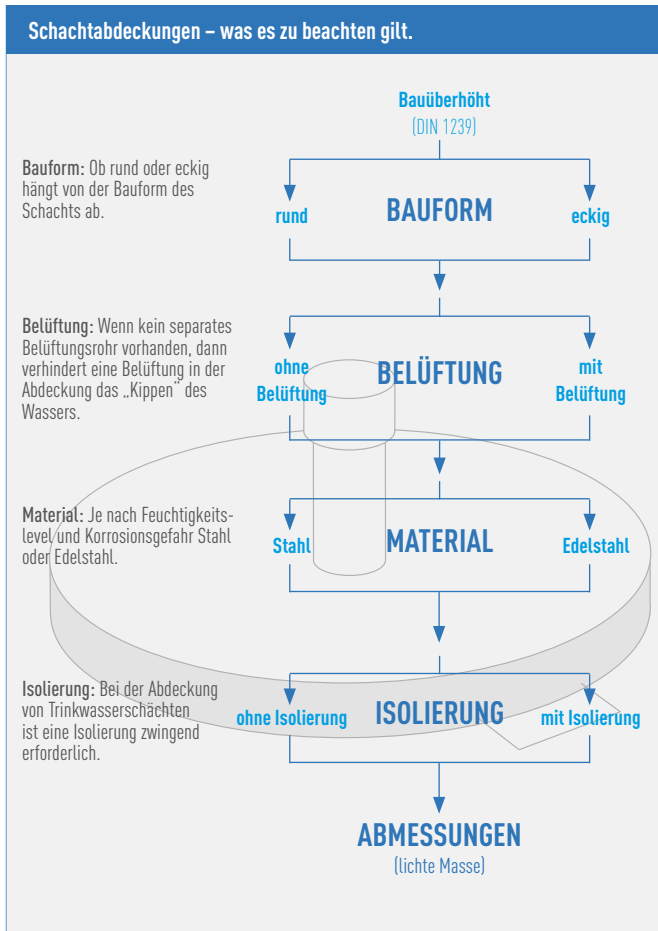 Schachtabdeckungen – was es zu beachten gilt.
Bauüberhöht
(DIN 1239)
Bauform: Ob rund oder eckig
hängt von der Bauform des
Schachts ab.
rund
BAUFORM
eckig
Belüftung: Wenn kein separates
Belüftungsrohr vorhanden, dann
verhindert eine Belüftung in der
Abdeckung das „Kippen“ des
Wassers.
ohne
Belüftung
BELÜFTUNG
mit
Belüftung
Material: Je nach Feuchtigkeits-
level und Korrosionsgefahr Stahl
oder Edelstahl.
Stahl
MATERIAL
Edelstahl
Isolierung: Bei der Abdeckung
von Trinkwasserschächten
ist eine Isolierung zwingend
erforderlich.
ohne Isolierung
ISOLIERUNG
mit Isolierung
ABMESSUNGEN
(lichte Masse)